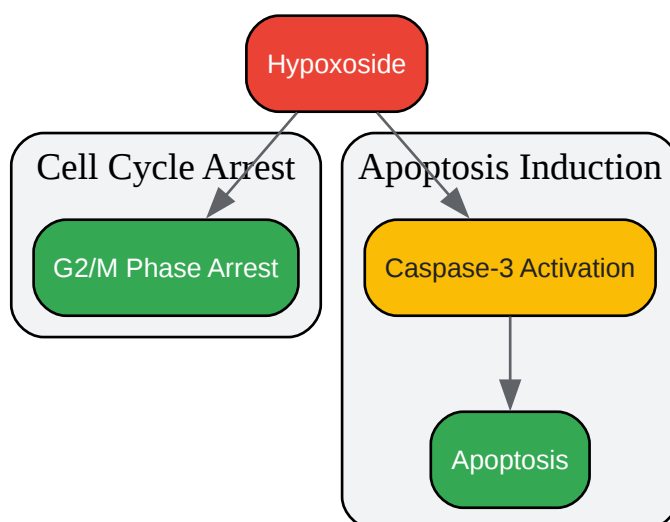 Hypoxoside
Cell Cycle Arrest
Apoptosis Induction
G2/M Phase Arrest
Caspase-3 Activation
Apoptosis